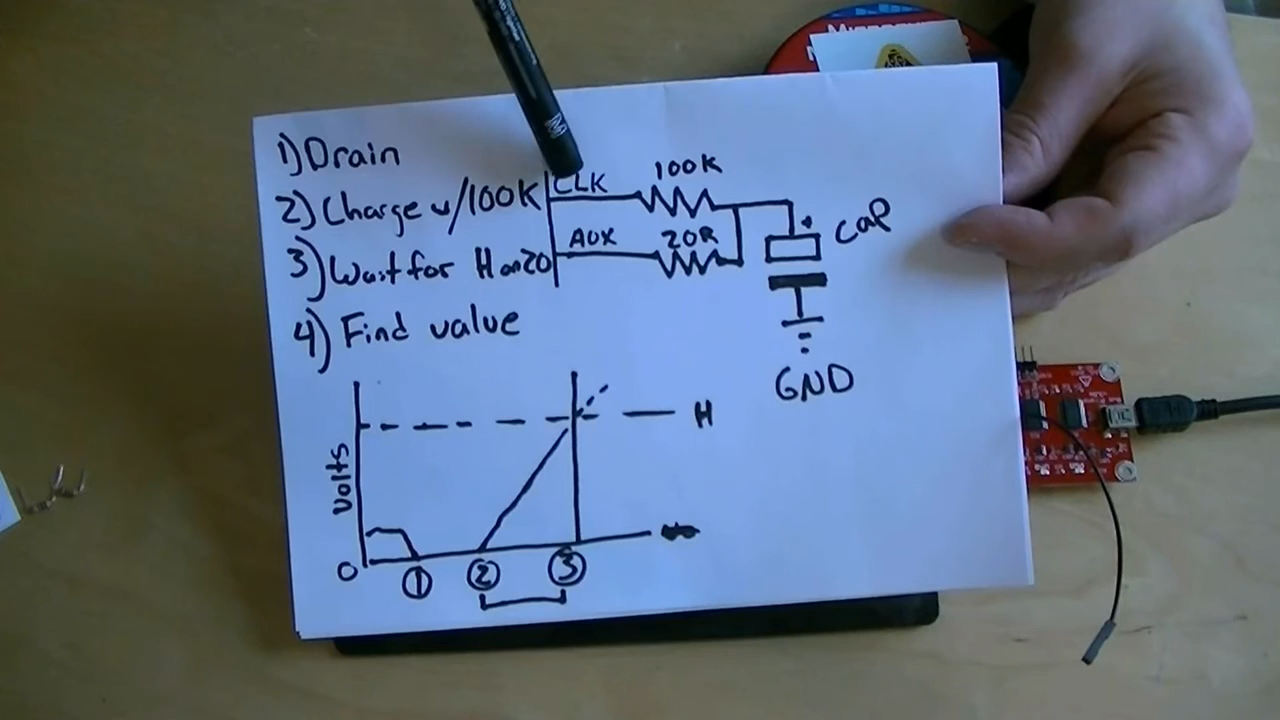 1) Drain
2) Charge w/100K
3) Wait for H on 20
4) Find value
CLK
100K
AUX
20R
+
cap
GND
H
Volts
0
1
2
3